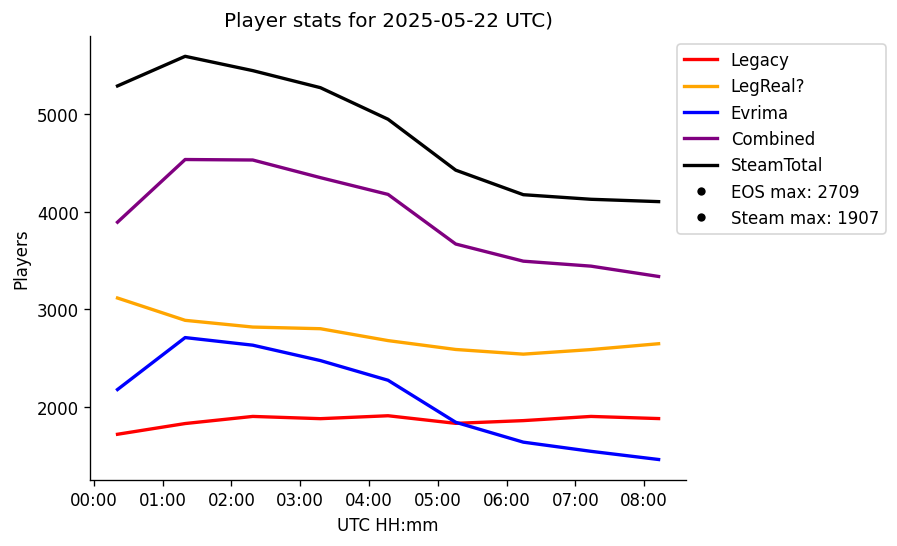 Player stats for 2025-05-22 UTC)
Legacy
LegReal?
Evrima
Combined
SteamTotal
EOS max: 2709
Steam max: 1907
Players
5000
4000
3000
2000
00:00 01:00 02:00 03:00 04:00 05:00 06:00 07:00 08:00
UTC HH:mm